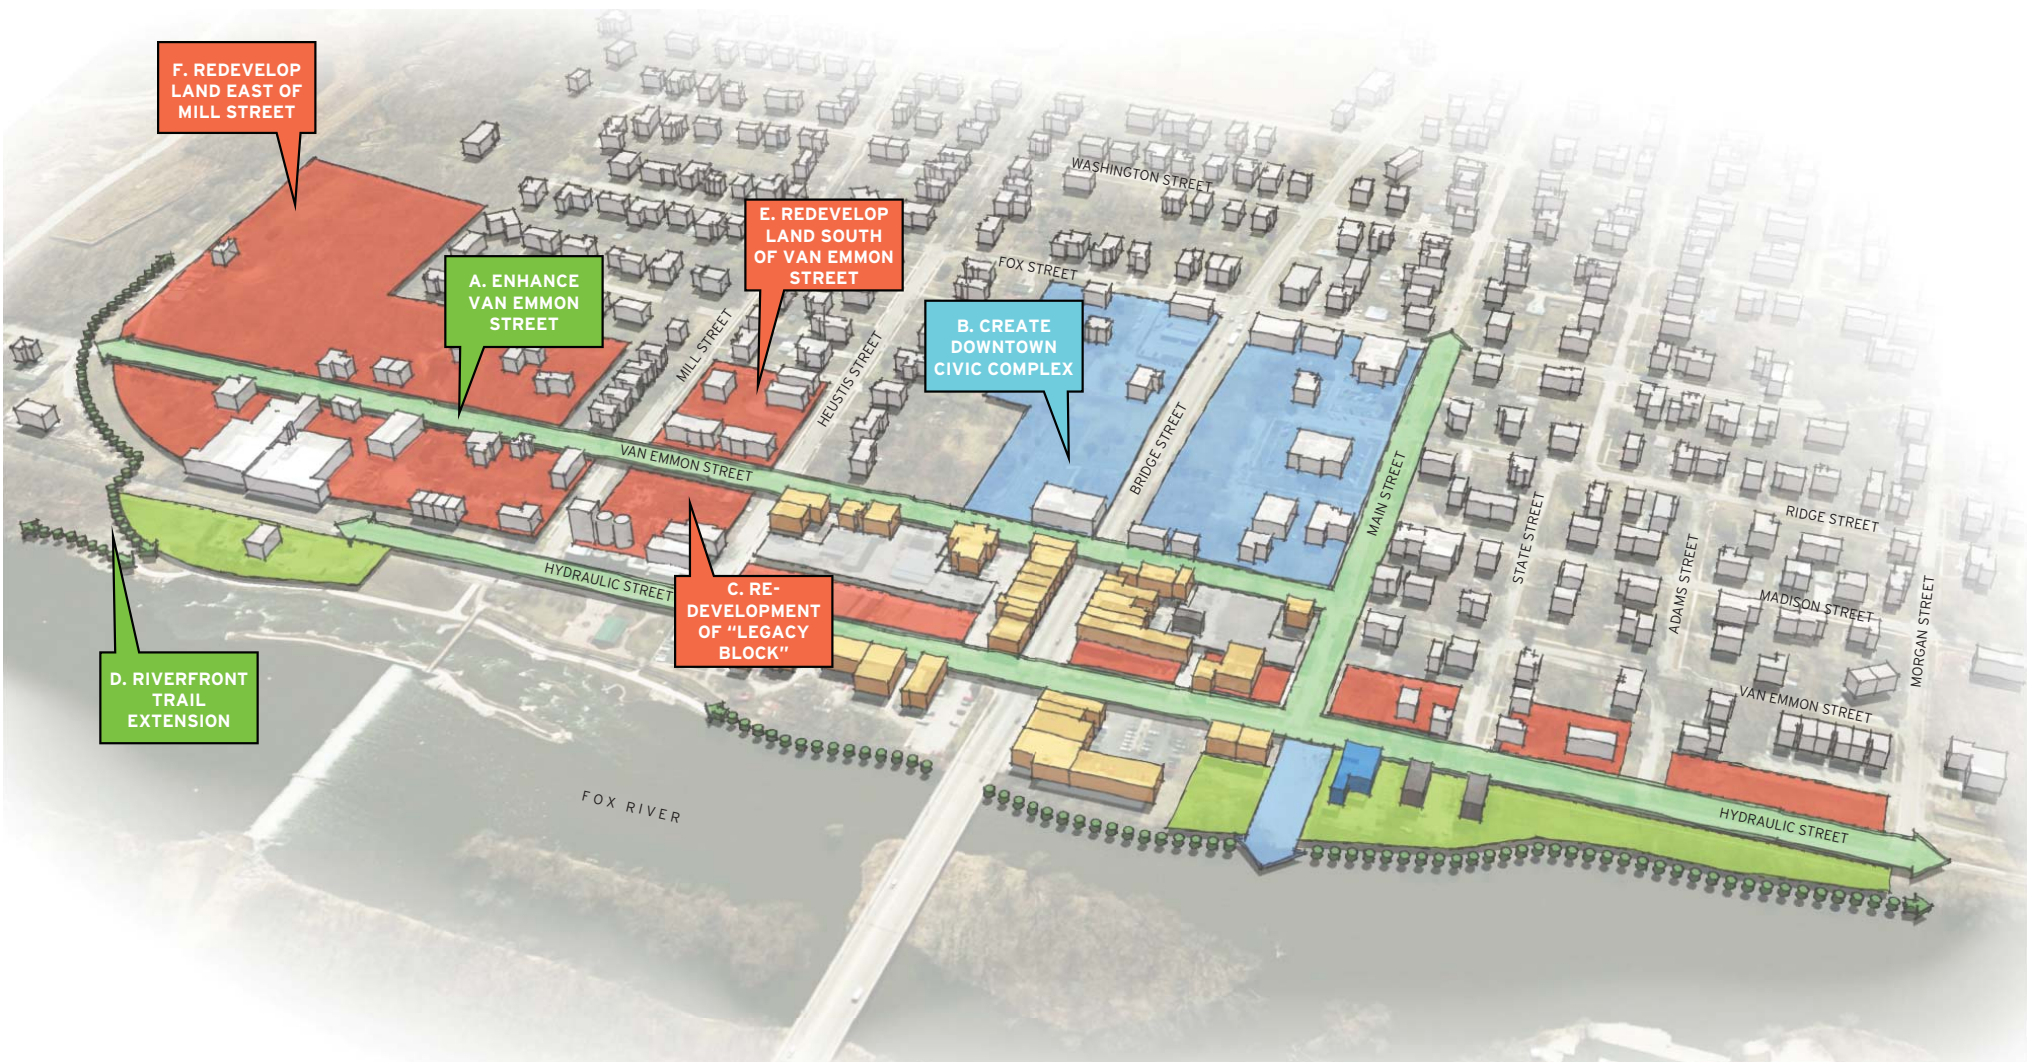 F. REDEVELOP
LAND EAST OF
MILL STREET
WASHINGTON STREET
E. REDEVELOP
LAND SOUTH
OF VAN EMMON
STREET
FOX STREET
A. ENHANCE
VAN EMMON
STREET
B. CREATE
DOWNTOWN
CIVIC COMPLEX
MILL STREET
HEUSTIS STREET
BRIDGE STREET
VAN EMMON STREET
MAIN STREET
STATE STREET
RIDGE STREET
ADAMS STREET
MADISON STREET
MORGAN STREET
HYDRAULIC STREET
C. RE-
DEVELOPMENT
OF “LEGACY
BLOCK”
D. RIVERFRONT
TRAIL
EXTENSION
VAN EMMON STREET
FOX RIVER
HYDRAULIC STREET